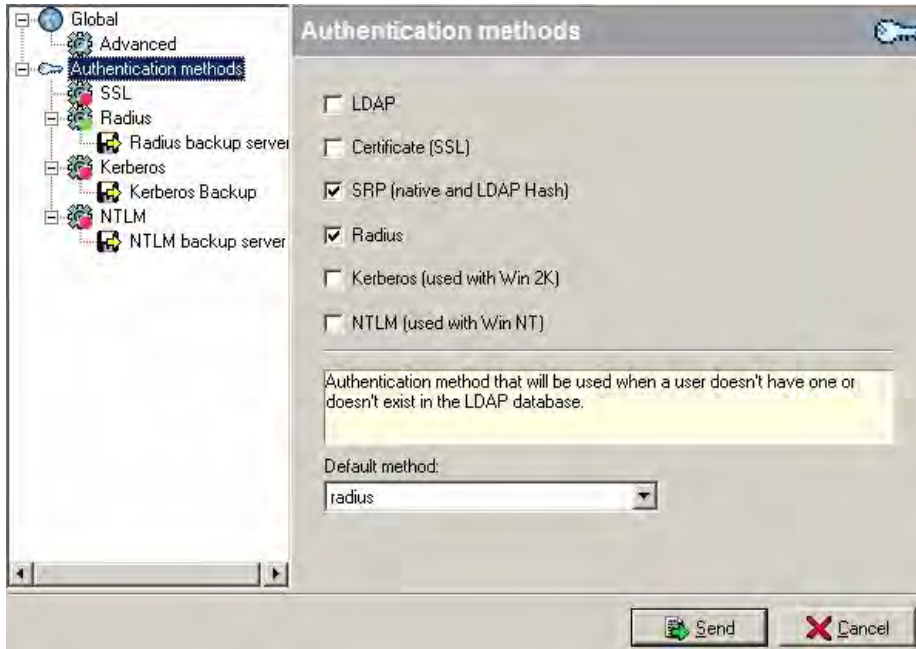 Global
Advanced
Authentication methods
SSL
Radius
Radius backup server
Kerberos
Kerberos Backup
NTLM
NTLM backup server
Authentication methods
LDAP
Certificate (SSL)
SRP (native and LDAP Hash)
Radius
Kerberos (used with Win 2K)
NTLM (used with Win NT)
Authentication method that will be used when a user doesn't have one or
doesn't exist in the LDAP database.
Default method:
radius
Send
Cancel